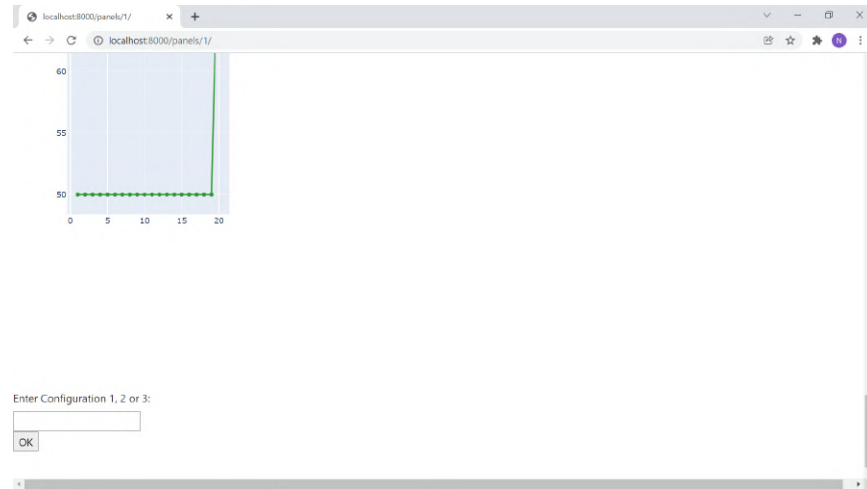 localhost:8000/panels/1/
localhost:8000/panels/1/
N
60
55
50
0 5 10 15 20
Enter Configuration 1, 2 or 3:
OK